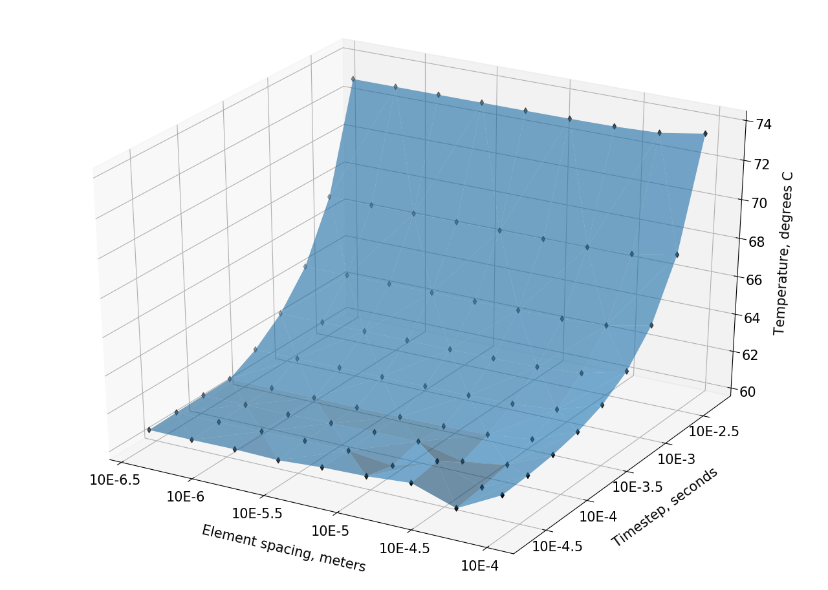 74
72
70
68
66
64
62
60
Temperature, degrees C
10E-6.5
10E-6
10E-5.5
10E-5
10E-4.5
10E-4
Element spacing, meters
10E-2.5
10E-3
10E-3.5
10E-4
10E-4.5
Timestep, seconds